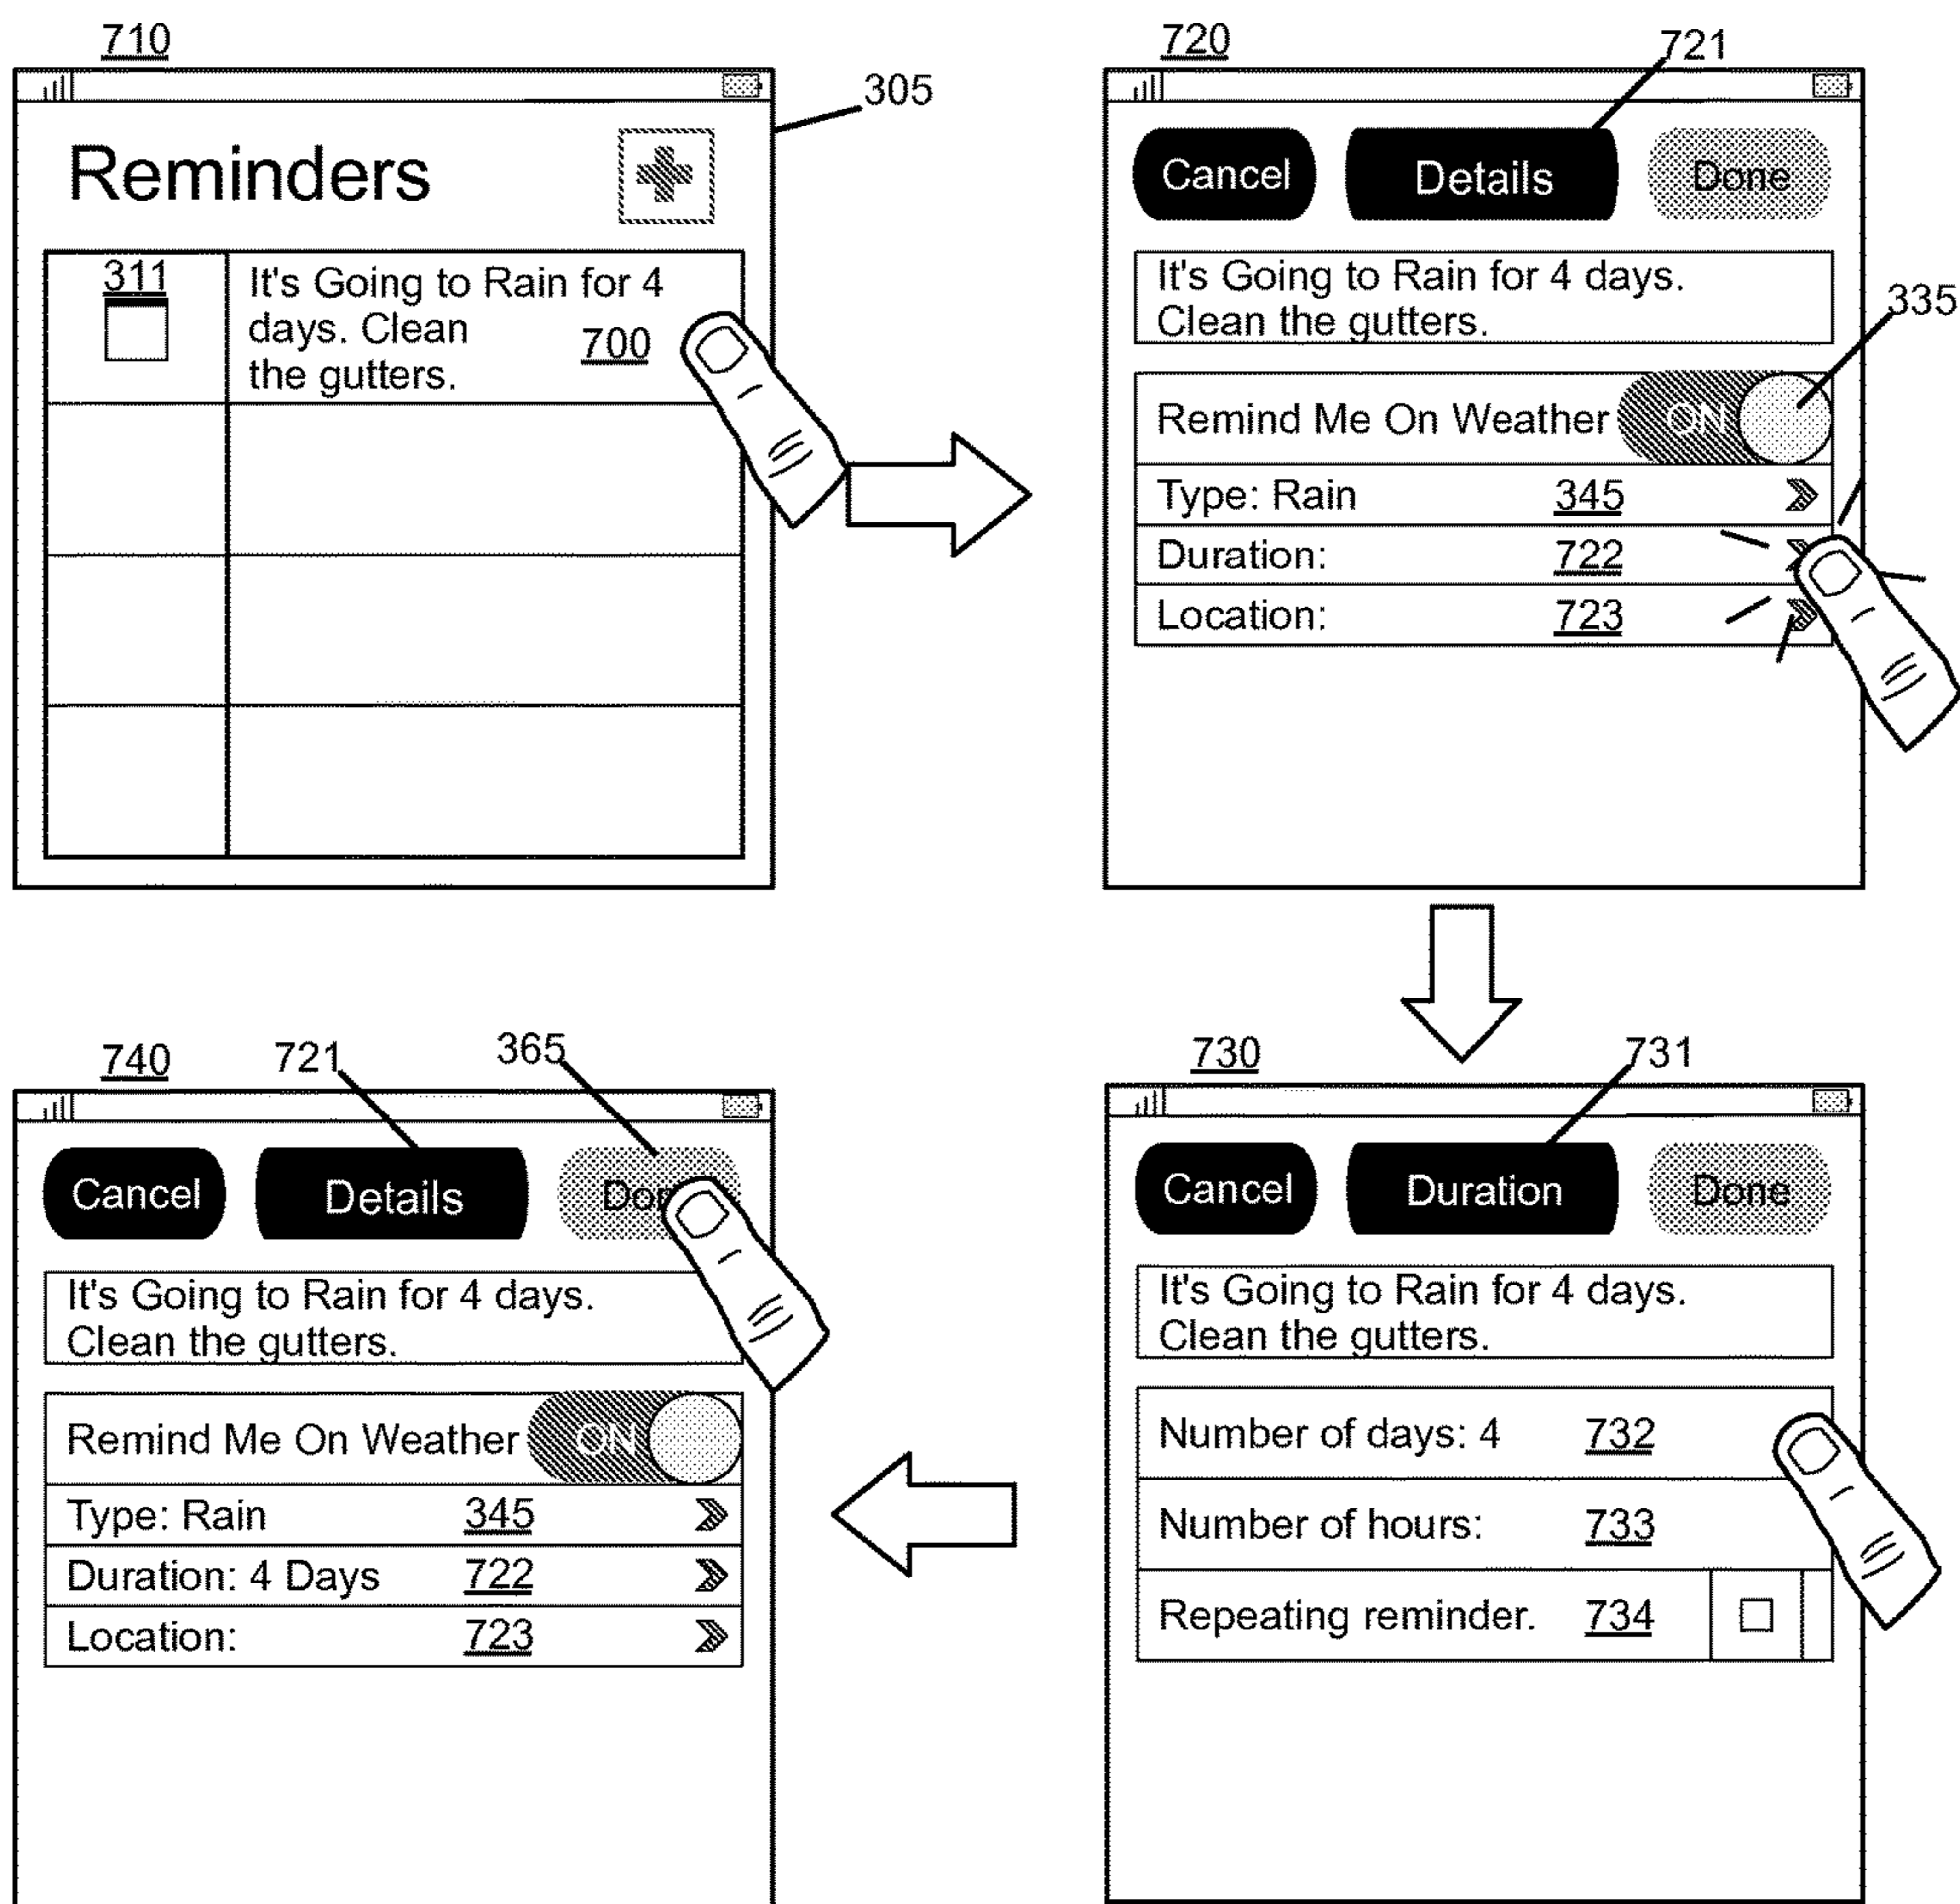 710
305
Reminders
311
It's Going to Rain for 4
days. Clean
700
the gutters.
720
721
Cancel
Details
Done
It's Going to Rain for 4 days.
Clean the gutters.
335
Remind Me On Weather
ON
Type: Rain 345
Duration: 722
Location: 723
730
731
Cancel
Duration
Done
It's Going to Rain for 4 days.
Clean the gutters.
Number of days: 4 732
Number of hours: 733
Repeating reminder. 734
740
721
365
Cancel
Details
Don
It's Going to Rain for 4 days.
Clean the gutters.
Remind Me On Weather
ON
Type: Rain 345
Duration: 4 Days 722
Location: 723